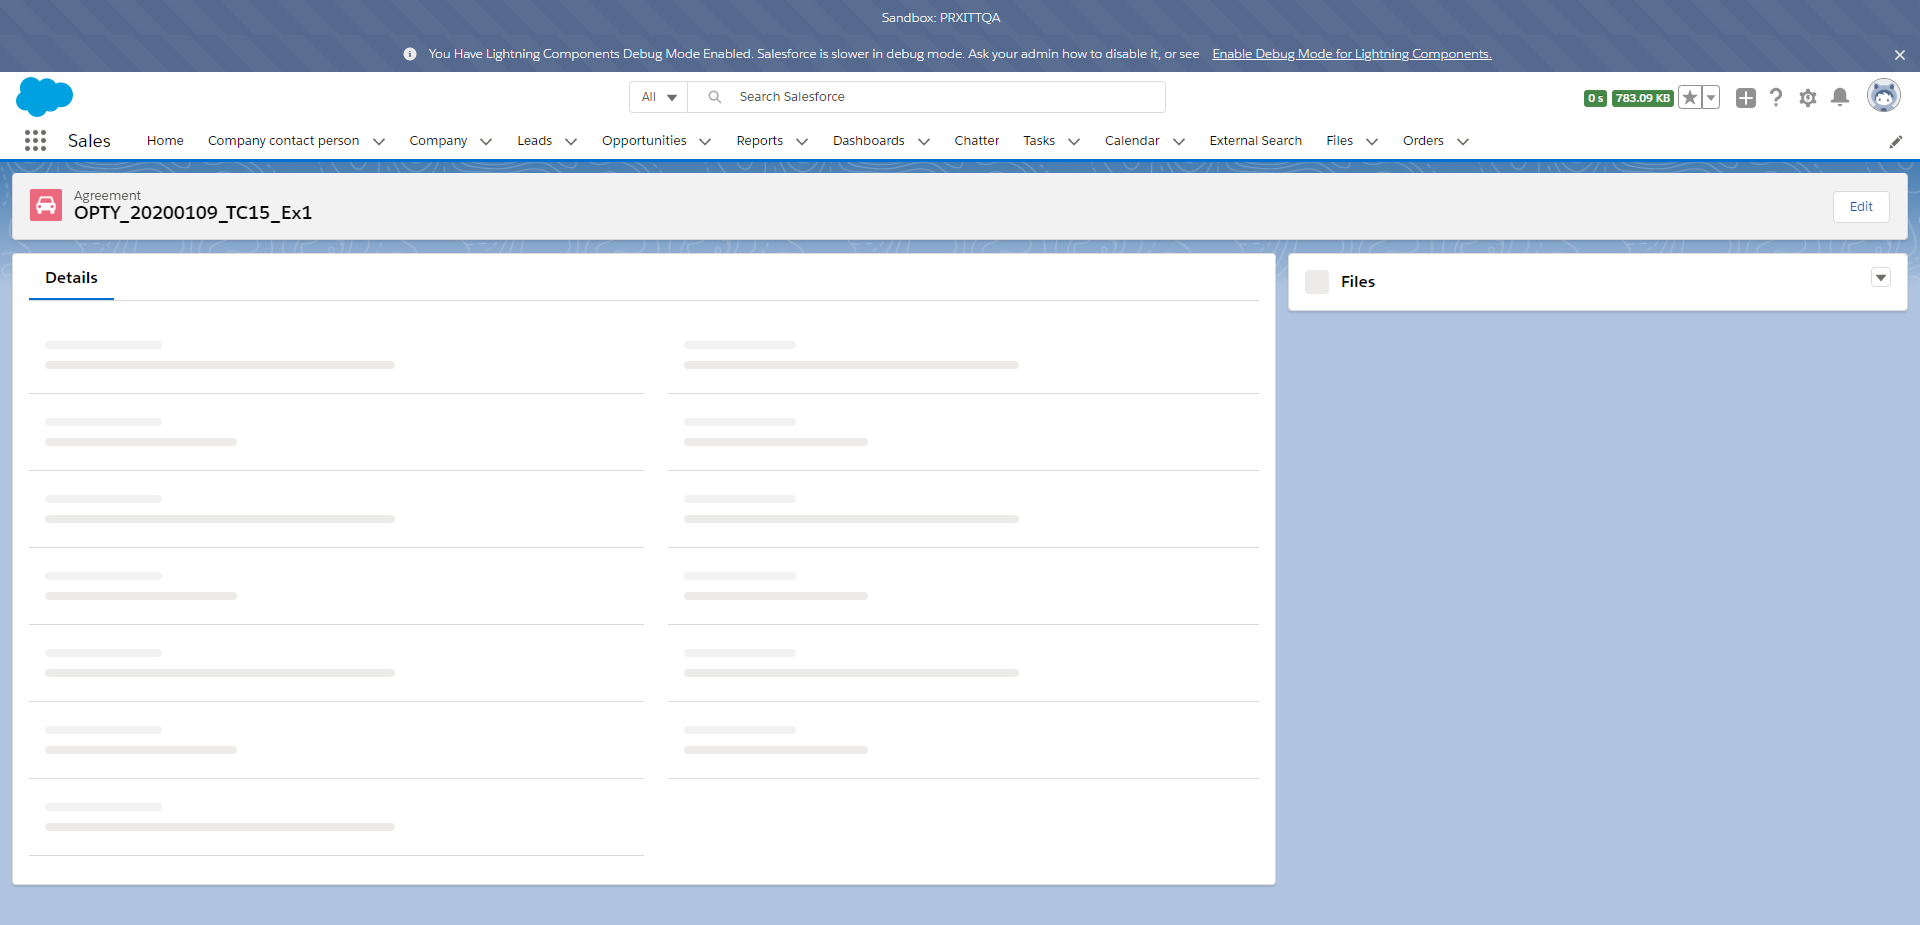 Sandbox: PRXITTQA
You Have Lightning Components Debug Mode Enabled. Salesforce is slower in debug mode. Ask your admin how to disable it, or see Enable Debug Mode for Lightning Components.
All Search Salesforce 0 s 783.09 KB
Sales Home Company contact person Company Leads Opportunities Reports Dashboards Chatter Tasks Calendar External Search Files Orders
Agreement
OPTY_20200109_TC15_Ex1
Edit
Details
Files